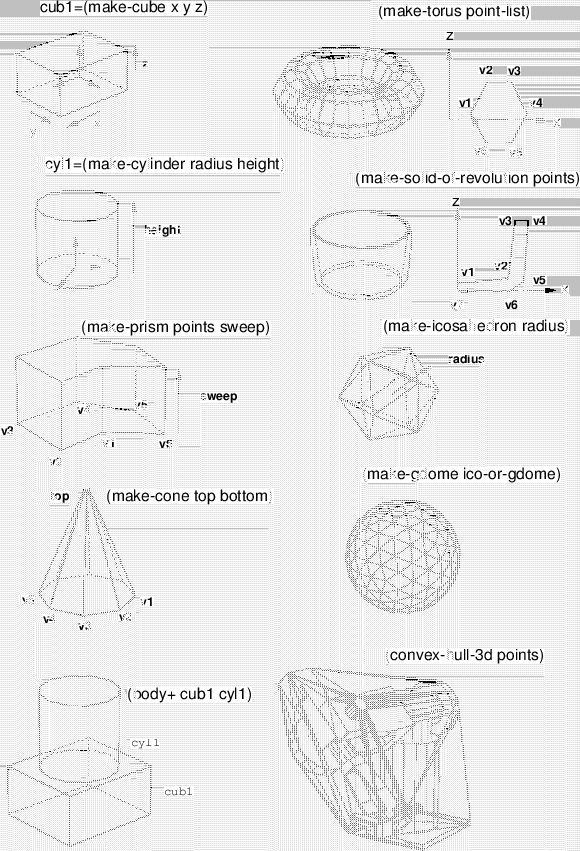 cub1=(make-cube x y z)
(make-torus point-list)
z
y
x
Z
v2 v3
v1
v4
X
v6 v5
cyl1=(make-cylinder radius height)
height
(make-solid-of-revolution points)
Z
v3 v4
v1
v2
v5
X
v6
(make-prism points sweep)
sweep
v3
v2
v1
v5
(make-icosahedron radius)
radius
(make-cone top bottom)
top
v1
v2
v3
v4
v5
(make-gdome ico-or-gdome)
(body+ cub1 cyl1)
cyl1
cub1
(convex-hull-3d points)